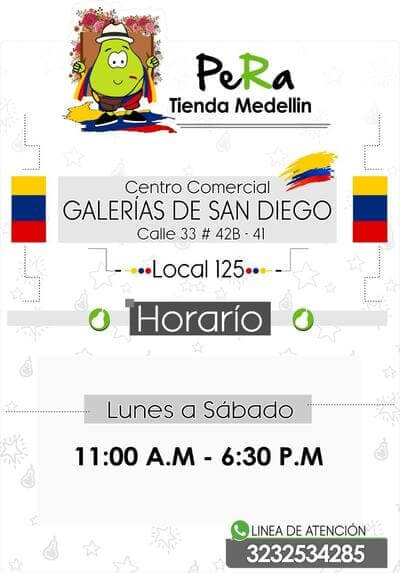 PeRa
Tienda Medellin
Centro Comercial
GALERÍAS DE SAN DIEGO
Calle 33 # 42B - 41
Local 125
Horarío
Lunes a Sábado
11:00 A.M - 6:30 P.M
LINEA DE ATENCIÓN
3232534285